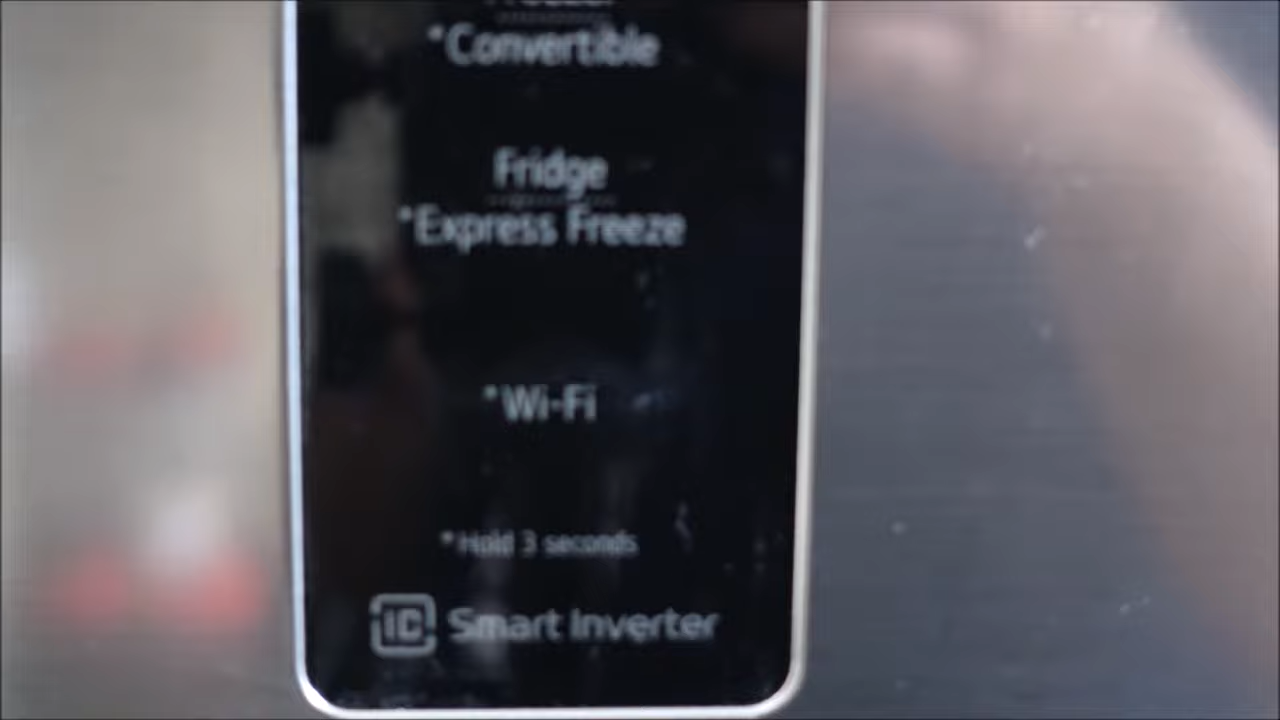 *Convertible
Fridge
*Express Freeze
*Wi-Fi
*Hold 3 seconds
Smart Inverter